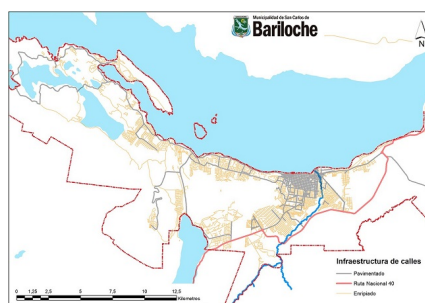 Municipalidad de San Carlos de
Bariloche
N
Infraestructura de calles
Pavimentado
Ruta Nacional 40
Enripiado
0 1,25 2,5 5 7,5 10 12,5
Kilometros